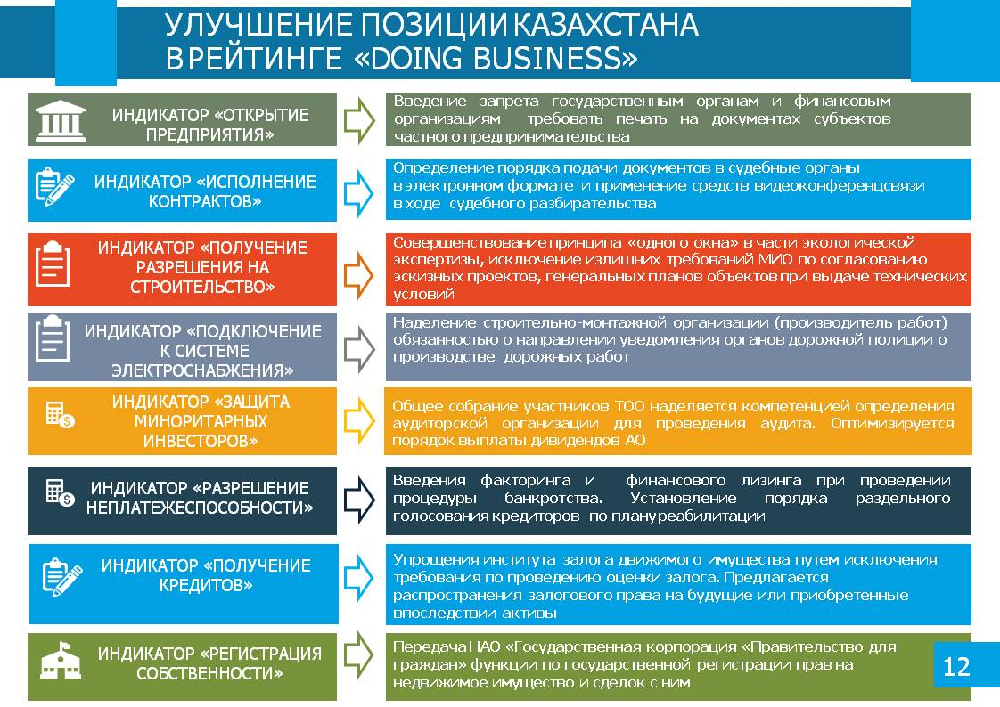 УЛУЧШЕНИЕ ПОЗИЦИИ КАЗАХСТАНА
В РЕЙТИНГЕ «DOING BUSINESS»
ИНДИКАТОР «ОТКРЫТИЕ
ПРЕДПРИЯТИЯ»
Введение запрета государственным органам и финансовым
организациям требовать печать на документах субъектов
частного предпринимательства
ИНДИКАТОР «ИСПОЛНЕНИЕ
КОНТРАКТОВ»
Определение порядка подачи документов в судебные органы
в электронном формате и применение средств видеоконференцсвязи
в ходе судебного разбирательства
ИНДИКАТОР «ПОЛУЧЕНИЕ
РАЗРЕШЕНИЯ НА
СТРОИТЕЛЬСТВО»
Совершенствование принципа «одного окна» в части экологической
экспертизы, исключение излишних требований МИО по согласованию
эскизных проектов, генеральных планов объектов при выдаче технических
условий
ИНДИКАТОР «ПОДКЛЮЧЕНИЕ
К СИСТЕМЕ
ЭЛЕКТРОСНАБЖЕНИЯ»
Наделение строительно-монтажной организации (производитель работ)
обязанностью о направлении уведомления органов дорожной полиции о
производстве дорожных работ
ИНДИКАТОР «ЗАЩИТА
МИНОРИТАРНЫХ
ИНВЕСТОРОВ»
Общее собрание участников ТОО наделяется компетенцией определения
аудиторской организации для проведения аудита. Оптимизируется
порядок выплаты дивидендов АО
ИНДИКАТОР «РАЗРЕШЕНИЕ
НЕПЛАТЕЖЕСПОСОБНОСТИ»
Введения факторинга и финансового лизинга при проведении
процедуры банкротства. Установление порядка раздельного
голосования кредиторов по плану реабилитации
ИНДИКАТОР «ПОЛУЧЕНИЕ
КРЕДИТОВ»
Упрощения института залога движимого имущества путем исключения
требования по проведению оценки залога. Предлагается
распространения залогового права на будущие или приобретенные
впоследствии активы
ИНДИКАТОР «РЕГИСТРАЦИЯ
СОБСТВЕННОСТИ»
Передача НАО «Государственная корпорация «Правительство для
граждан» функции по государственной регистрации прав на
недвижимое имущество и сделок с ним
12